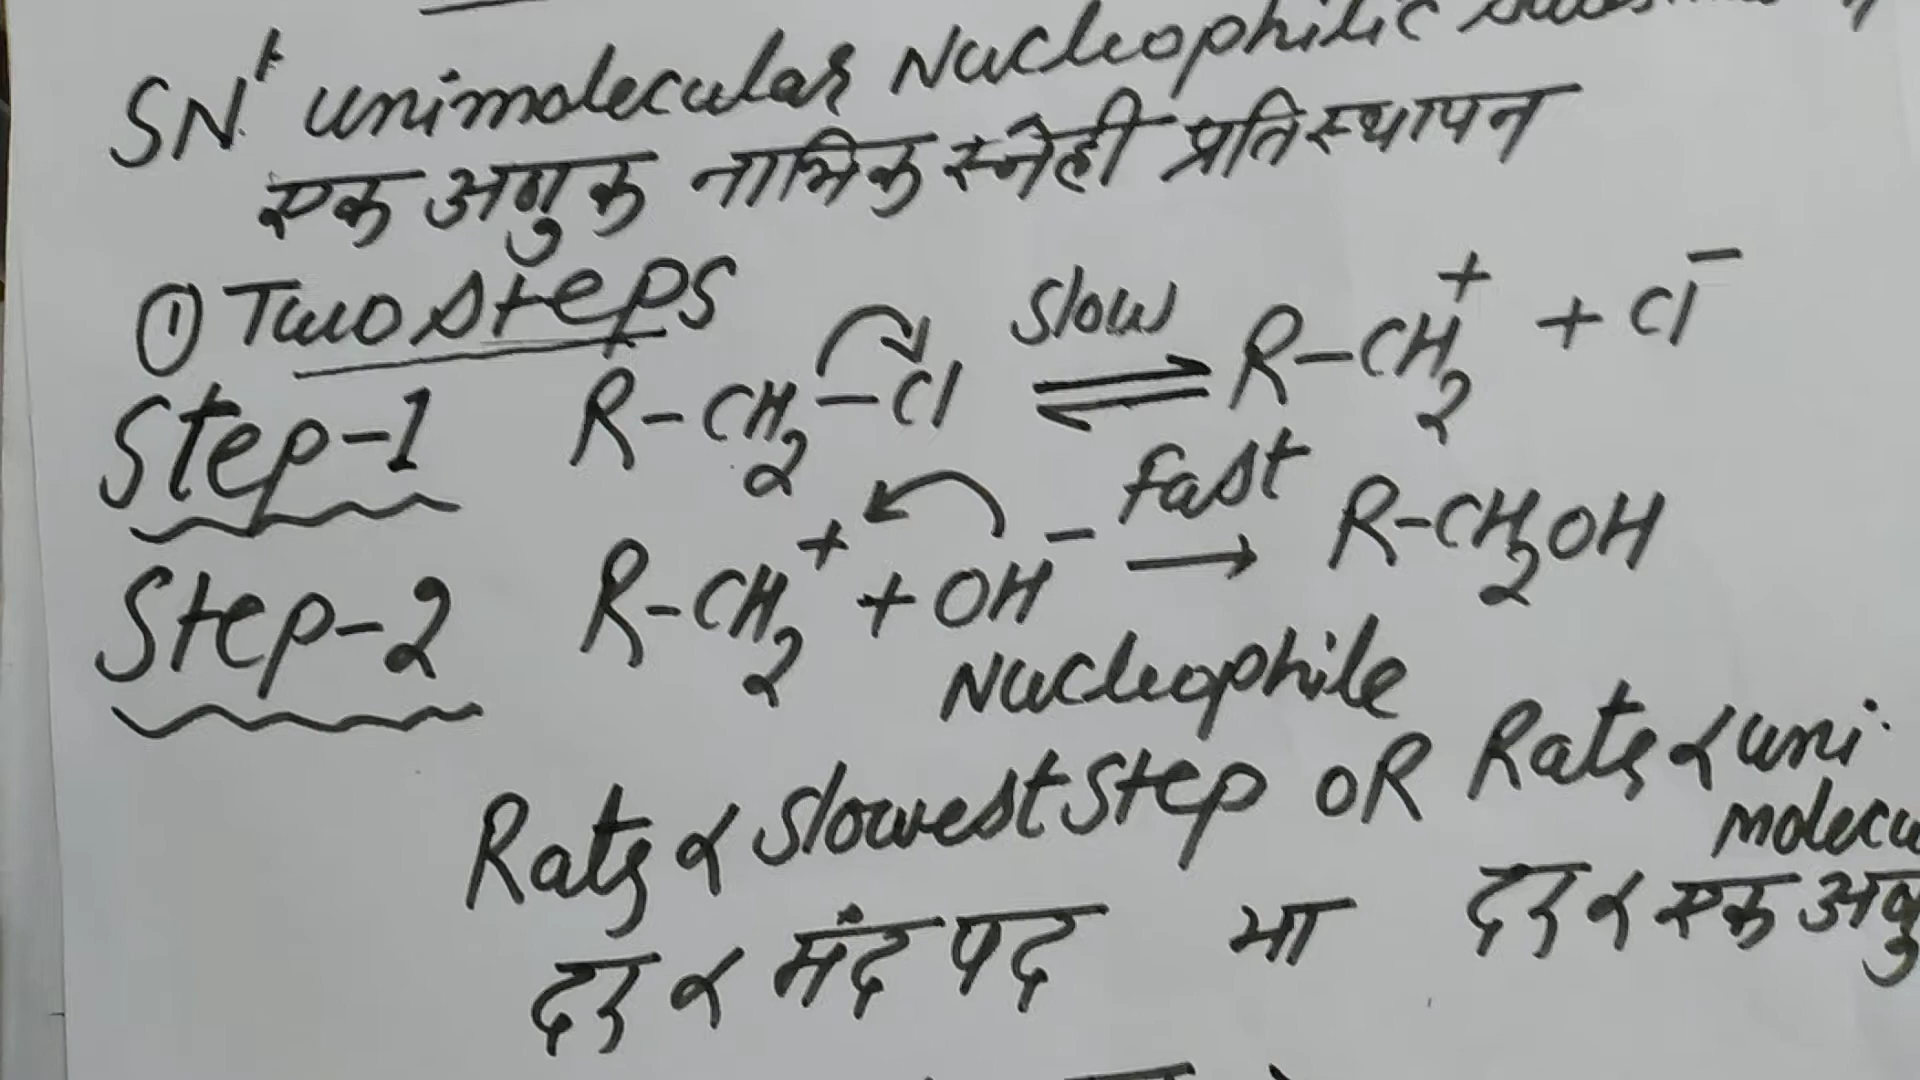 SN¹ unimolecular Nucleophilic
एक अणुक नाभिक स्नेही प्रतिस्थापन
① Two steps
Step-1 R-CH₂-Cl Slow ⇌ R-CH₂⁺ + Cl⁻
Step-2 R-CH₂⁺ + OH⁻ Fast → R-CH₂OH
Nucleophile
Rate ∝ slowest step OR Rate ∝ uni
molecu
दर ∝ मंद पद या दर ∝ एक अणु